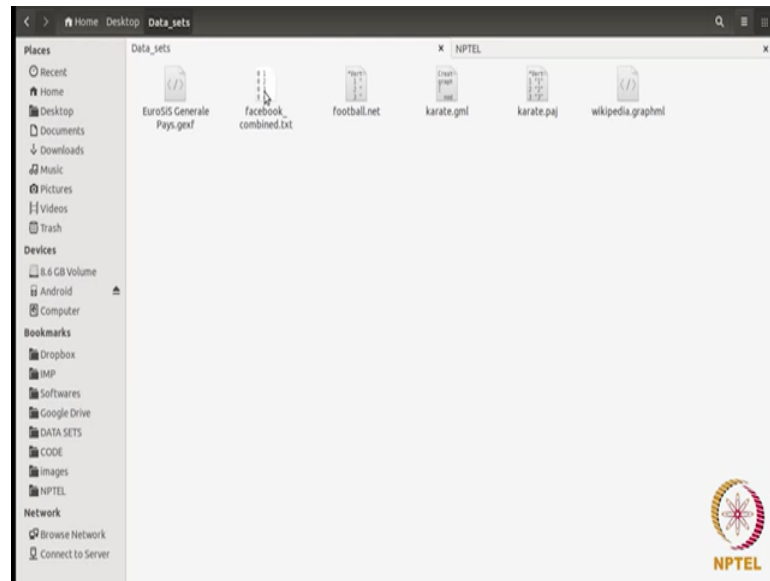 Home Desktop Data_sets
Places
Recent
Home
Desktop
Documents
Downloads
Music
Pictures
Videos
Trash
Devices
8.6 GB Volume
Android
Computer
Bookmarks
Dropbox
IMP
Softwares
Google Drive
DATA SETS
CODE
images
NPTEL
Network
Browse Network
Connect to Server
Data_sets
NPTEL
EuroSiS Generale
Pays.gexf
facebook_
combined.txt
football.net
karate.gml
karate.paj
wikipedia.graphml
NPTEL